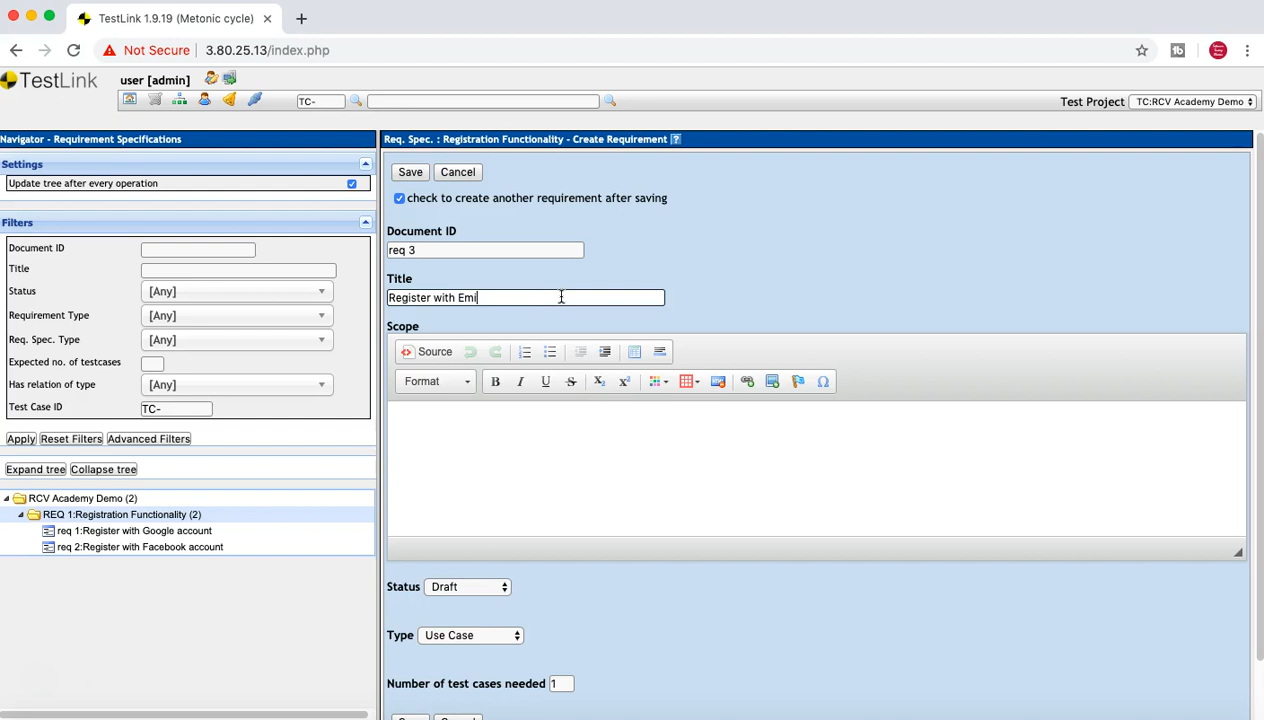 TestLink 1.9.19 (Metonic cycle)
Not Secure 3.80.25.13/index.php
TestLink
user [admin]
TC-
Test Project TC:RCV Academy Demo
Navigator - Requirement Specifications
Settings
Update tree after every operation
Filters
Document ID
Title
Status [Any]
Requirement Type [Any]
Req. Spec. Type [Any]
Expected no. of testcases
Has relation of type [Any]
Test Case ID TC-
Apply Reset Filters Advanced Filters
Expand tree Collapse tree
RCV Academy Demo (2)
REQ 1:Registration Functionality (2)
req 1:Register with Google account
req 2:Register with Facebook account
Req. Spec. : Registration Functionality - Create Requirement ?
Save Cancel
check to create another requirement after saving
Document ID
req 3
Title
Register with Emi
Scope
Source
Format B I U S x₂ x² Ω
Status Draft
Type Use Case
Number of test cases needed 1